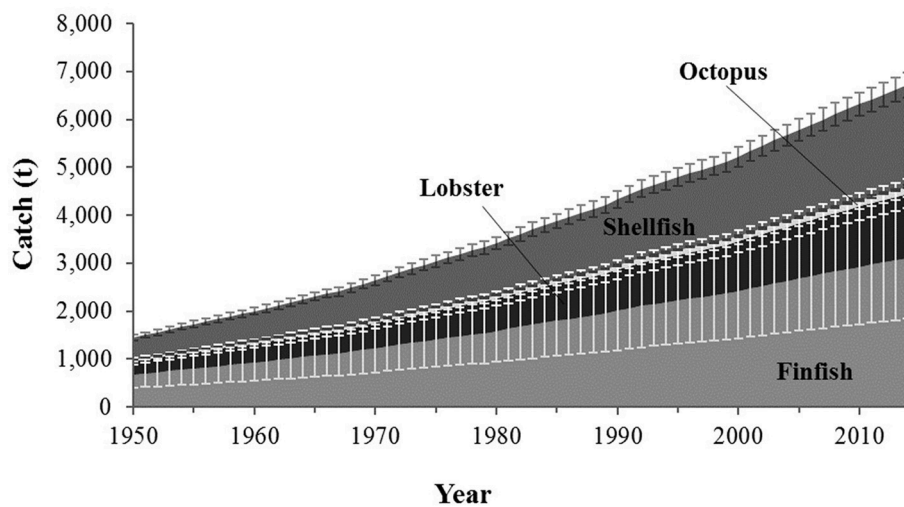 8,000
7,000
6,000
5,000
4,000
3,000
2,000
1,000
0
Catch (t)
Octopus
Lobster
Shellfish
Finfish
1950 1960 1970 1980 1990 2000 2010
Year